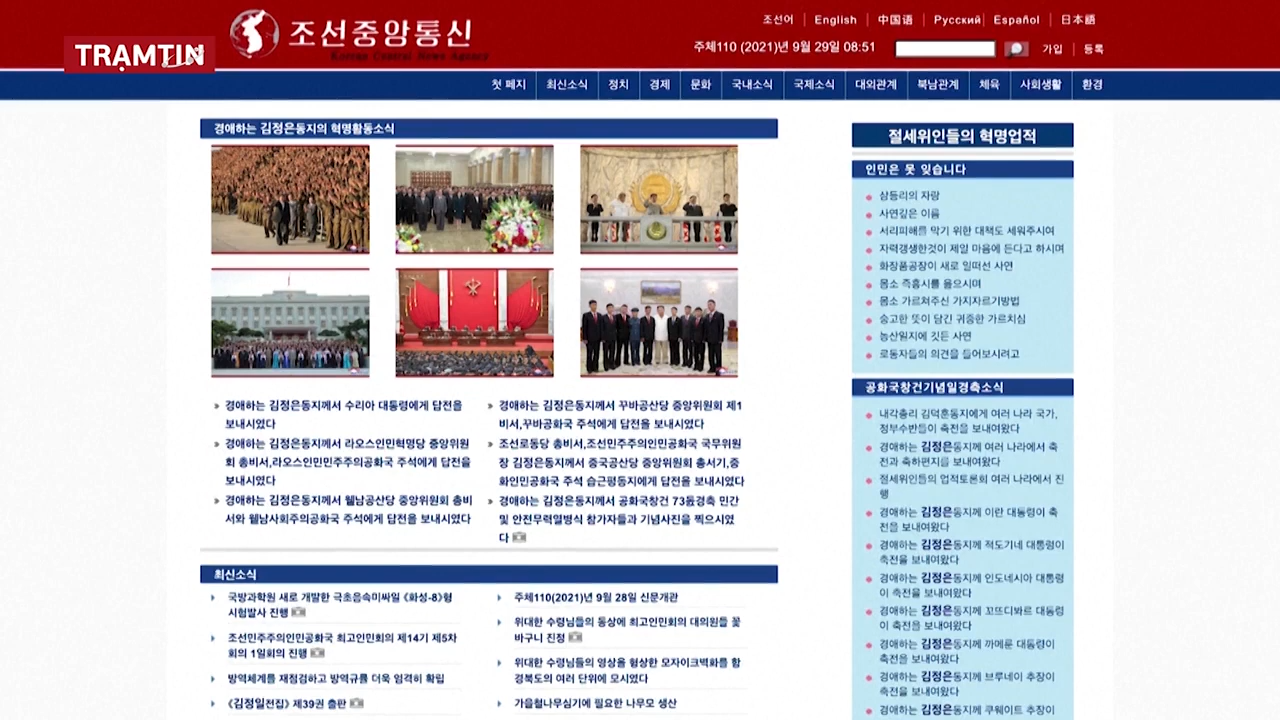 조선어 English 中国语 Русский Español 日本語
조선중앙통신
Korean Central News Agency
TRẠMTIN
주체110 (2021)년 9월 29일 08:51
가입 등록
첫 페지 최신소식 정치 경제 문화 국내소식 국제소식 대외관계 북남관계 체육 사회생활 환경
경애하는 김정은동지의 혁명활동소식
경애하는 김정은동지께서 수리아 대통령에게 답전을
보내시였다
경애하는 김정은동지께서 라오스인민혁명당 중앙위원
회 총비서,라오스인민민주주의공화국 주석에게 답전을
보내시였다
경애하는 김정은동지께서 웰남공산당 중앙위원회 총비
서와 웰남사회주의공화국 주석에게 답전을 보내시였다
경애하는 김정은동지께서 꾸바공산당 중앙위원회 제1
비서,꾸바공화국 주석에게 답전을 보내시였다
조선로동당 총비서,조선민주주의인민공화국 국무위원
장 김정은동지께서 중국공산당 중앙위원회 총서기,중
화인민공화국 주석 습근평동지에게 답전을 보내시였다
경애하는 김정은동지께서 공화국창건 73돐경축 민간
및 안전무력열병식 참가자들과 기념사진을 찍으시였
다
최신소식
국방과학원 새로 개발한 극초음속미싸일 《화성-8》형
시험발사 진행
조선민주주의인민공화국 최고인민회의 제14기 제5차
회의 1일회의 진행
방역체계를 재점검하고 방역규률 더욱 엄격히 확립
《김정일전집》 제39권 출판
주체110(2021)년 9월 28일 신문개관
위대한 수령님들의 동상에 최고인민회의 대의원들 꽃
바구니 진정
위대한 수령님들의 영상을 형상한 모자이크벽화를 함
경북도의 여러 단위에 모시였다
가을철나무심기에 필요한 나무모 생산
절세위인들의 혁명업적
인민은 못 잊습니다
삼등리의 자랑
사연깊은 이름
서리피해를 막기 위한 대책도 세워주시여
자력갱생한것이 제일 마음에 든다고 하시며
화장품공장이 새로 일떠선 사연
몸소 즉흥시를 읊으시며
몸소 가르쳐주신 가지자르기방법
숭고한 뜻이 담긴 귀중한 가르치심
농산일지에 깃든 사연
로동자들의 의견을 들어보시려고
공화국창건기념일경축소식
내각총리 김덕훈동지에게 여러 나라 국가,
정부수반들이 축전을 보내여왔다
경애하는 김정은동지께 여러 나라에서 축
전과 축하편지를 보내여왔다
절세위인들의 업적토론회 여러 나라에서 진
행
경애하는 김정은동지께 이란 대통령이 축
전을 보내여왔다
경애하는 김정은동지께 적도기네 대통령이
축전을 보내여왔다
경애하는 김정은동지께 인도네시아 대통령
이 축전을 보내여왔다
경애하는 김정은동지께 꼬뜨디봐르 대통령
이 축전을 보내여왔다
경애하는 김정은동지께 까메룬 대통령이
축전을 보내여왔다
경애하는 김정은동지께 브루네이 추장이
축전을 보내여왔다
경애하는 김정은동지께 쿠웨이트 추장이